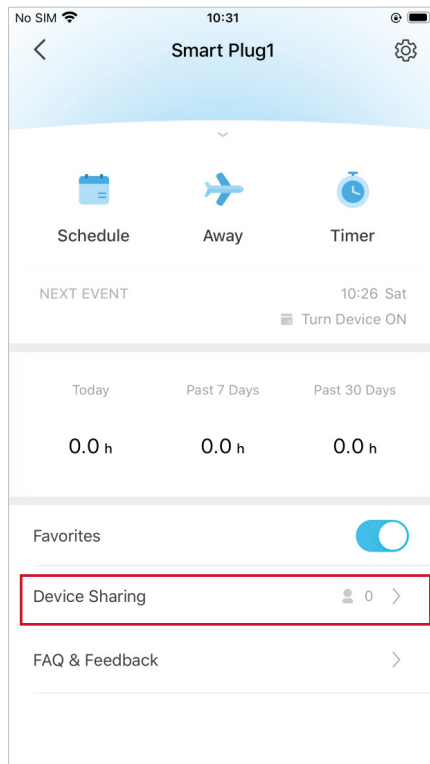 No SIM 10:31
Smart Plug1
Schedule Away Timer
NEXT EVENT 10:26 Sat
Turn Device ON
Today Past 7 Days Past 30 Days
0.0 h 0.0 h 0.0 h
Favorites
Device Sharing 0
FAQ & Feedback